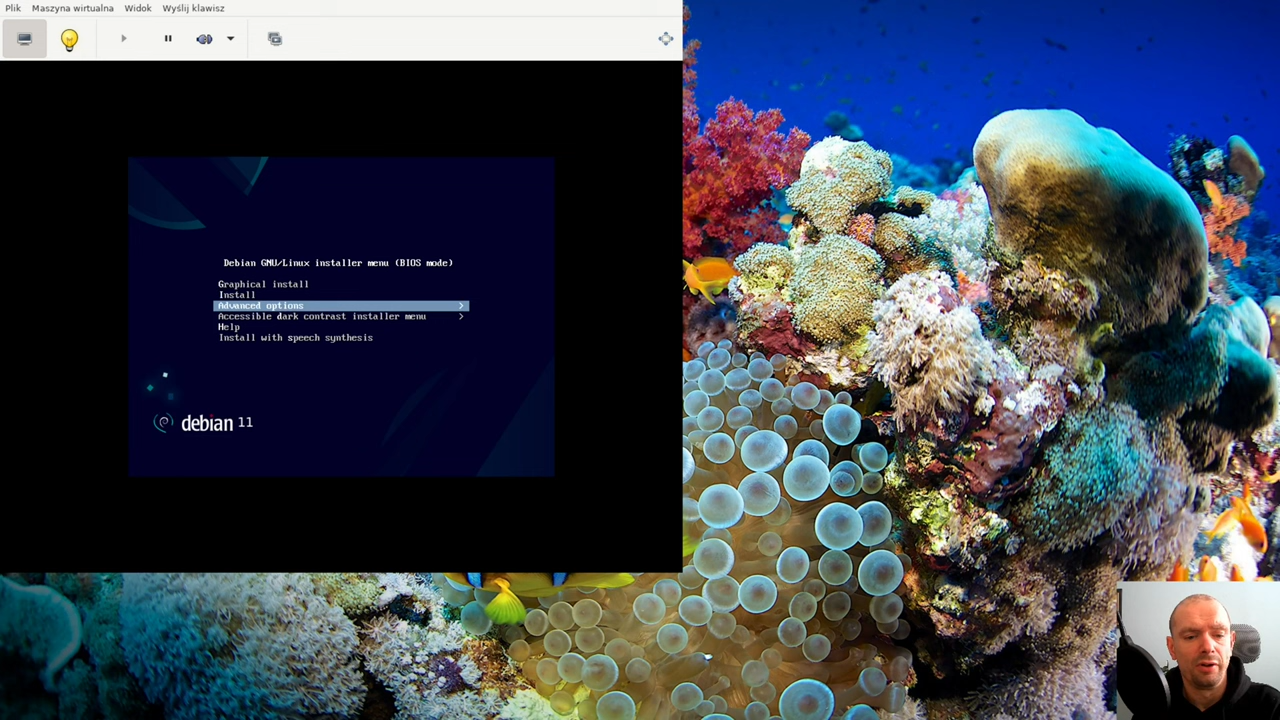 Plik Maszyna wirtualna Widok Wyślij klawisz
Debian GNU/Linux installer menu (BIOS mode)
Graphical install
Install
Advanced options >
Accessible dark contrast installer menu >
Help
Install with speech synthesis
debian 11